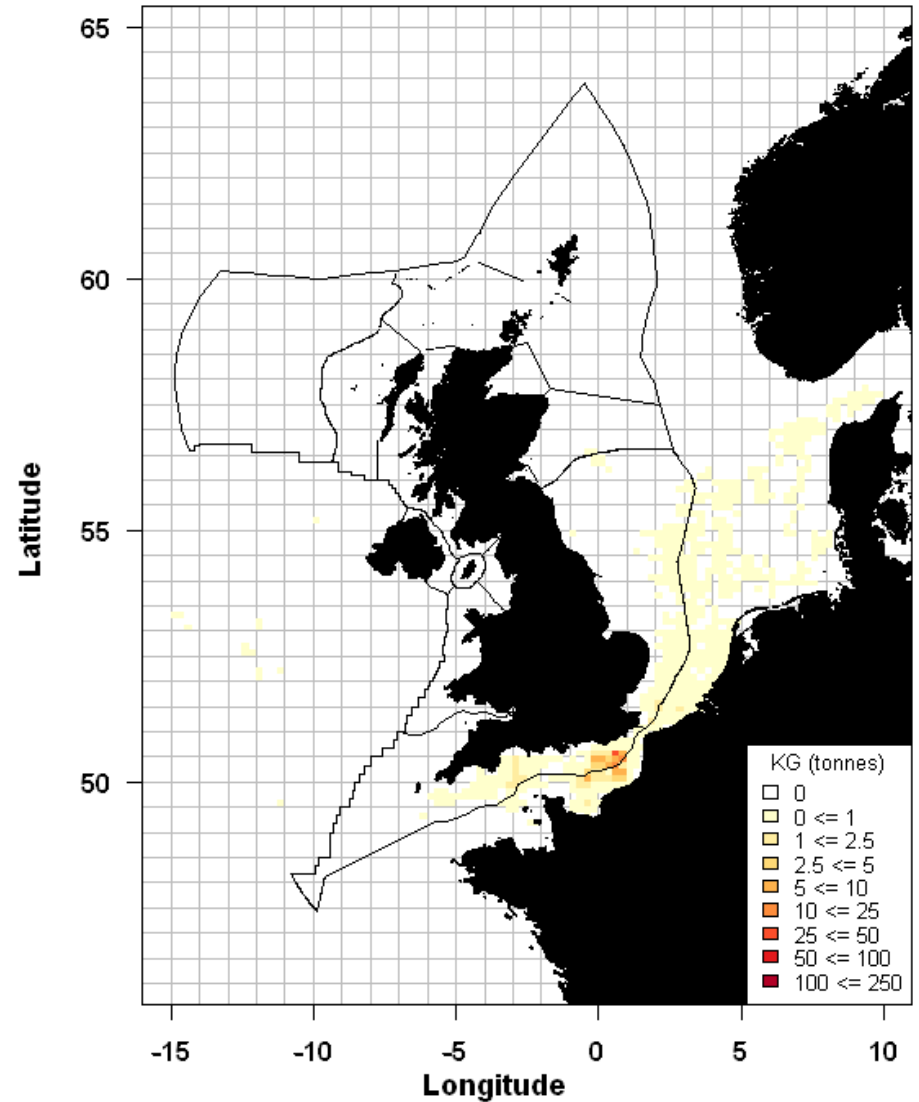 65
60
55
50
Latitude
KG (tonnes)
0
0 <= 1
1 <= 2.5
2.5 <= 5
5 <= 10
10 <= 25
25 <= 50
50 <= 100
100 <= 250
-15 -10 -5 0 5 10
Longitude